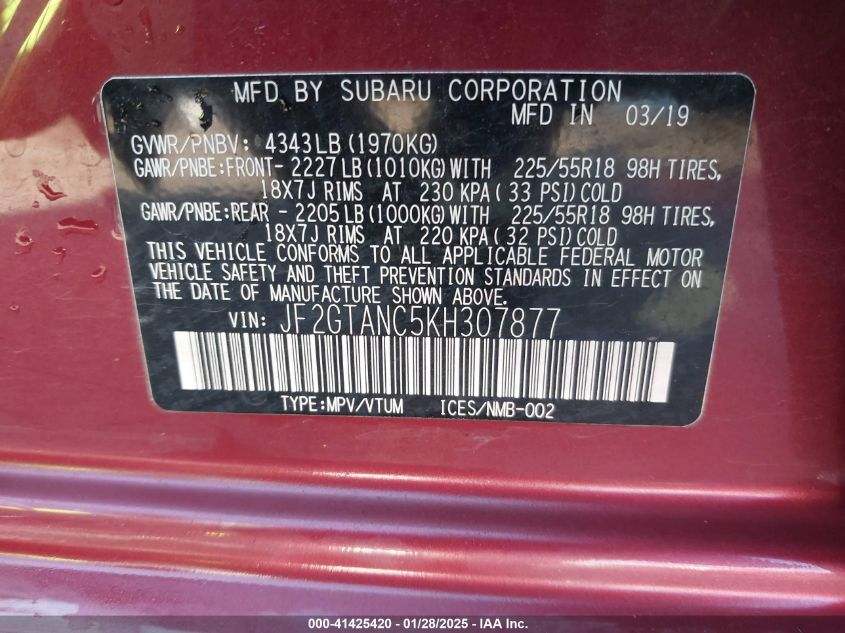 MFD BY SUBARU CORPORATION
MFD IN 03/19
GVWR/PNBV: 4343LB(1970KG)
GAWR/PNBE:FRONT-2227LB(1010KG)WITH 225/55R18 98H TIRES,
18X7J RIMS AT 230 KPA(33 PSI)COLD
GAWR/PNBE:REAR -2205LB(1000KG)WITH 225/55R18 98H TIRES,
18X7J RIMS AT 220 KPA(32 PSI)COLD
THIS VEHICLE CONFORMS TO ALL APPLICABLE FEDERAL MOTOR
VEHICLE SAFETY AND THEFT PREVENTION STANDARDS IN EFFECT ON
THE DATE OF MANUFACTURE SHOWN ABOVE.
VIN: JF2GTANC5KH307877
TYPE:MPV/VTUM ICES/NMB-002
000-41425420 - 01/28/2025 - IAA Inc.